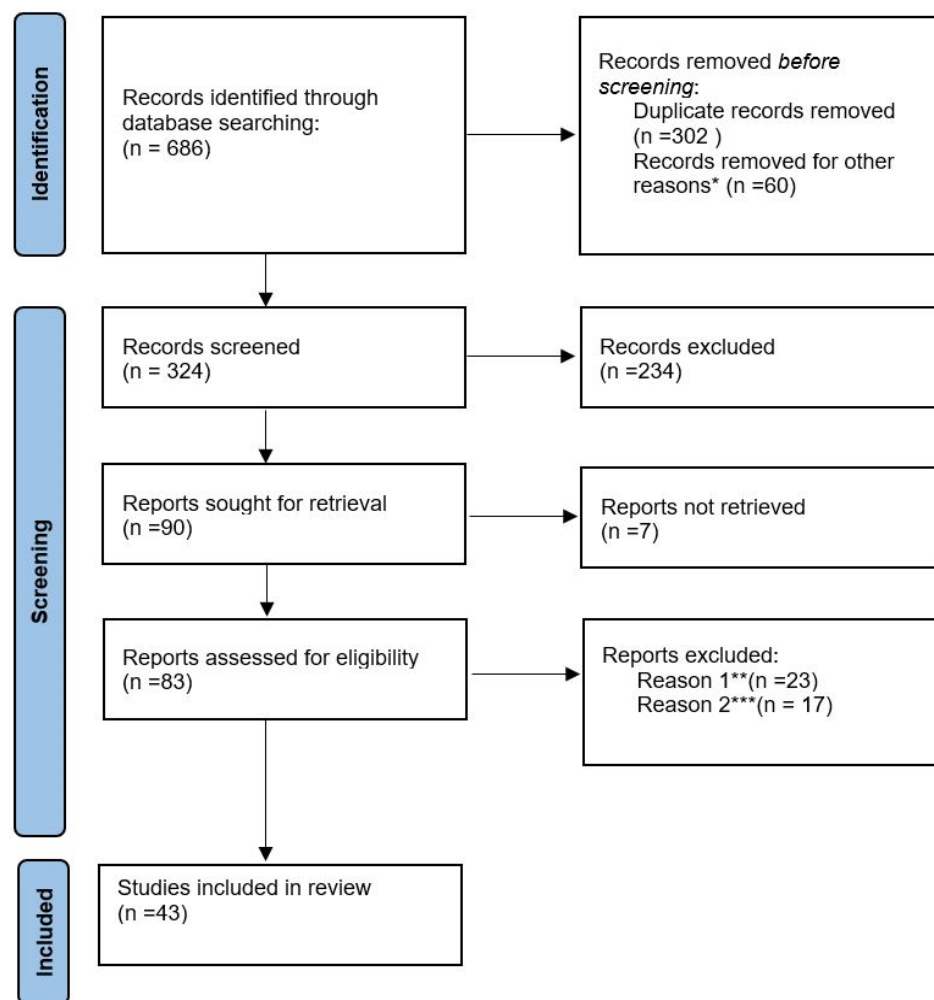 Identification
Records identified through
database searching:
(n = 686)
Records removed before
screening:
Duplicate records removed
(n =302 )
Records removed for other
reasons* (n =60)
Screening
Records screened
(n = 324)
Records excluded
(n =234)
Reports sought for retrieval
(n =90)
Reports not retrieved
(n =7)
Reports assessed for eligibility
(n =83)
Reports excluded:
Reason 1**(n =23)
Reason 2***(n = 17)
Included
Studies included in review
(n =43)